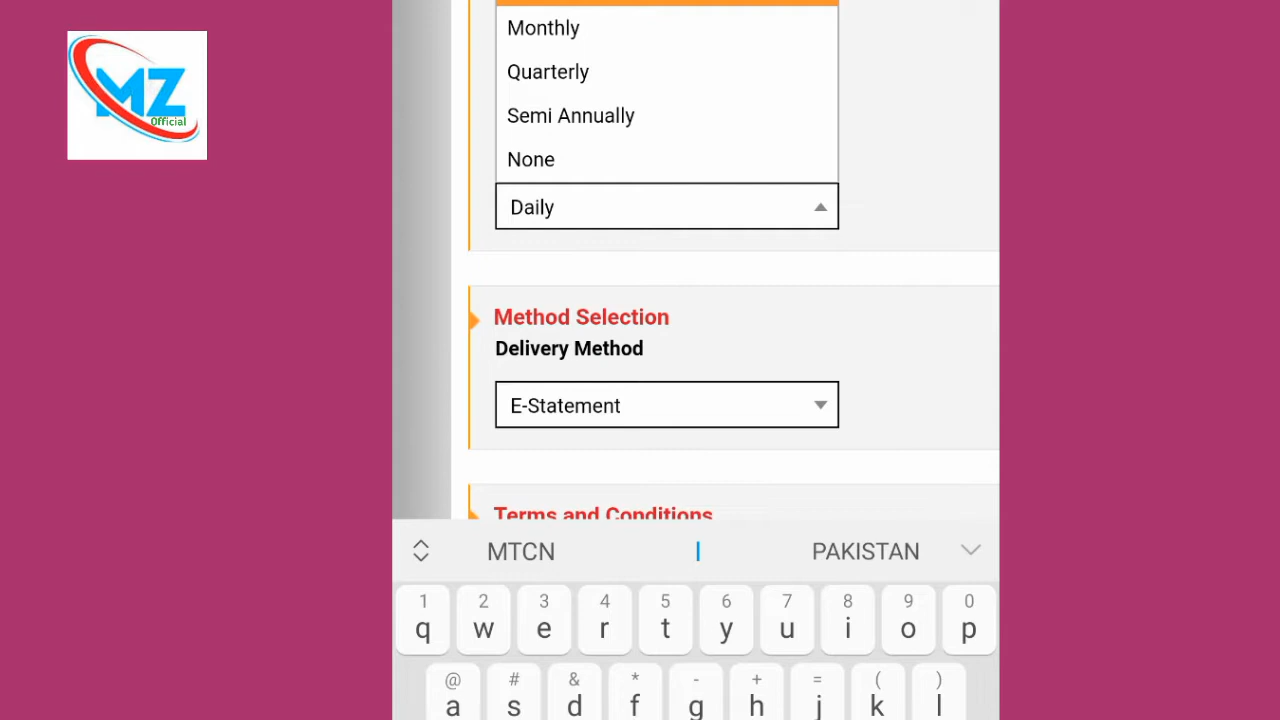 MZ
Official
Monthly
Quarterly
Semi Annually
None
Daily
Method Selection
Delivery Method
E-Statement
Terms and Conditions
MTCN | PAKISTAN
1 2 3 4 5 6 7 8 9 0
q w e r t y u i o p
@ # & * - + = ( )
a s d f g h j k l